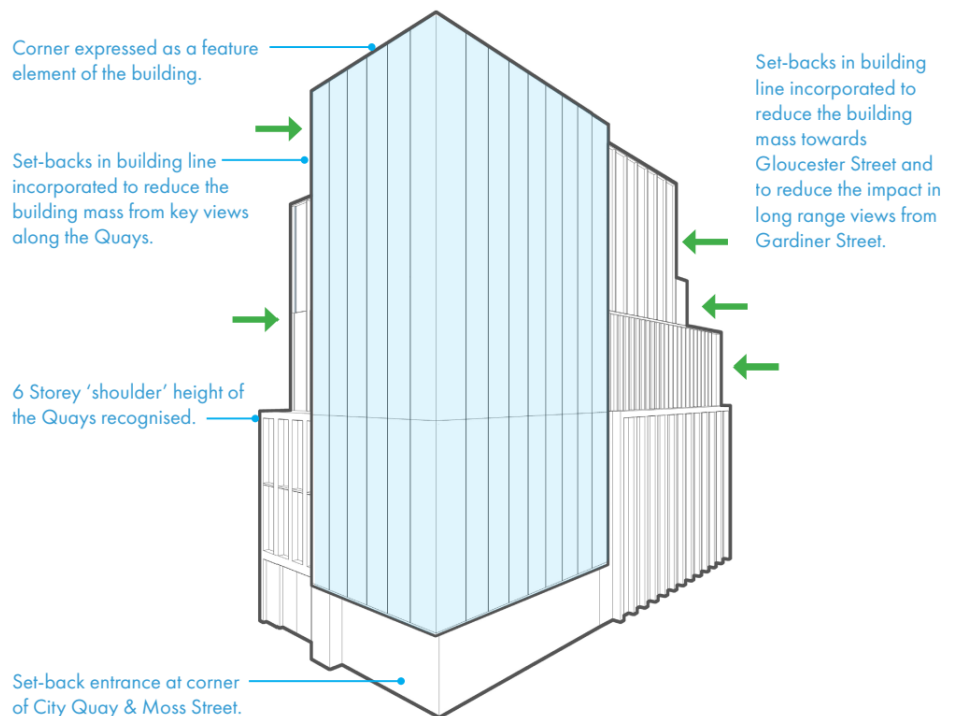 Corner expressed as a feature
element of the building.
Set-backs in building line
incorporated to reduce the
building mass from key views
along the Quays.
6 Storey ‘shoulder’ height of
the Quays recognised.
Set-back entrance at corner
of City Quay & Moss Street.
Set-backs in building
line incorporated to
reduce the building
mass towards
Gloucester Street and
to reduce the impact in
long range views from
Gardiner Street.